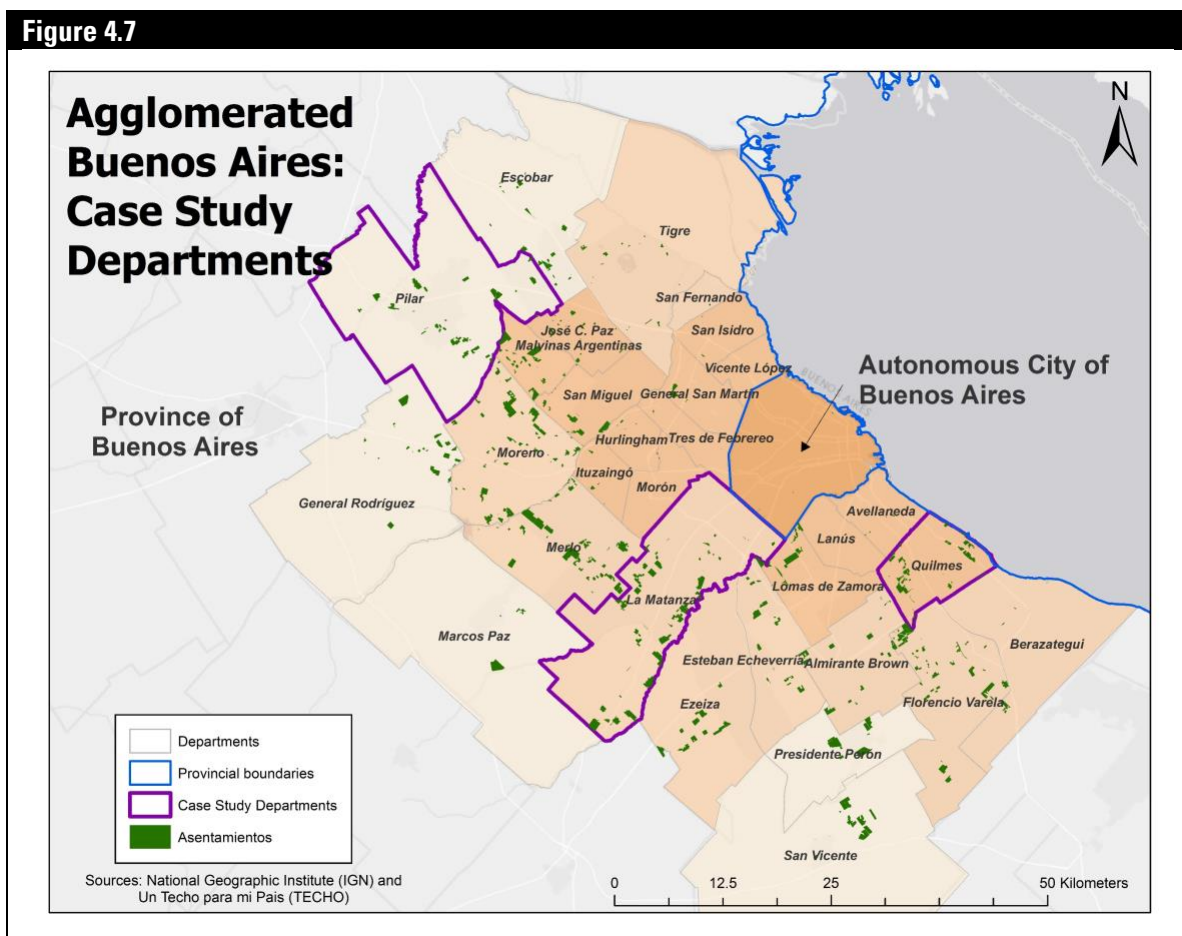 Figure 4.7
Agglomerated
Buenos Aires:
Case Study
Departments
N
Escobar
Tigre
Pilar
San Fernando
José C. Paz
San Isidro
Malvinas Argentinas
Vicente López
BUENOS AIRES
Autonomous City of
Buenos Aires
San Miguel
General San Martín
Province of
Buenos Aires
Hurlingham
Tres de Febrereo
Moreno
Ituzaingó
Morón
General Rodríguez
Avellaneda
Lanús
Merlo
Quilmes
Lomas de Zamora
La Matanza
Marcos Paz
Berazategui
Esteban Echeverría
Almirante Brown
Ezeiza
Florencio Varela
Presidente Perón
San Vicente
Departments
Provincial boundaries
Case Study Departments
Asentamientos
Sources: National Geographic Institute (IGN) and
Un Techo para mi Pais (TECHO)
0 12.5 25 50 Kilometers